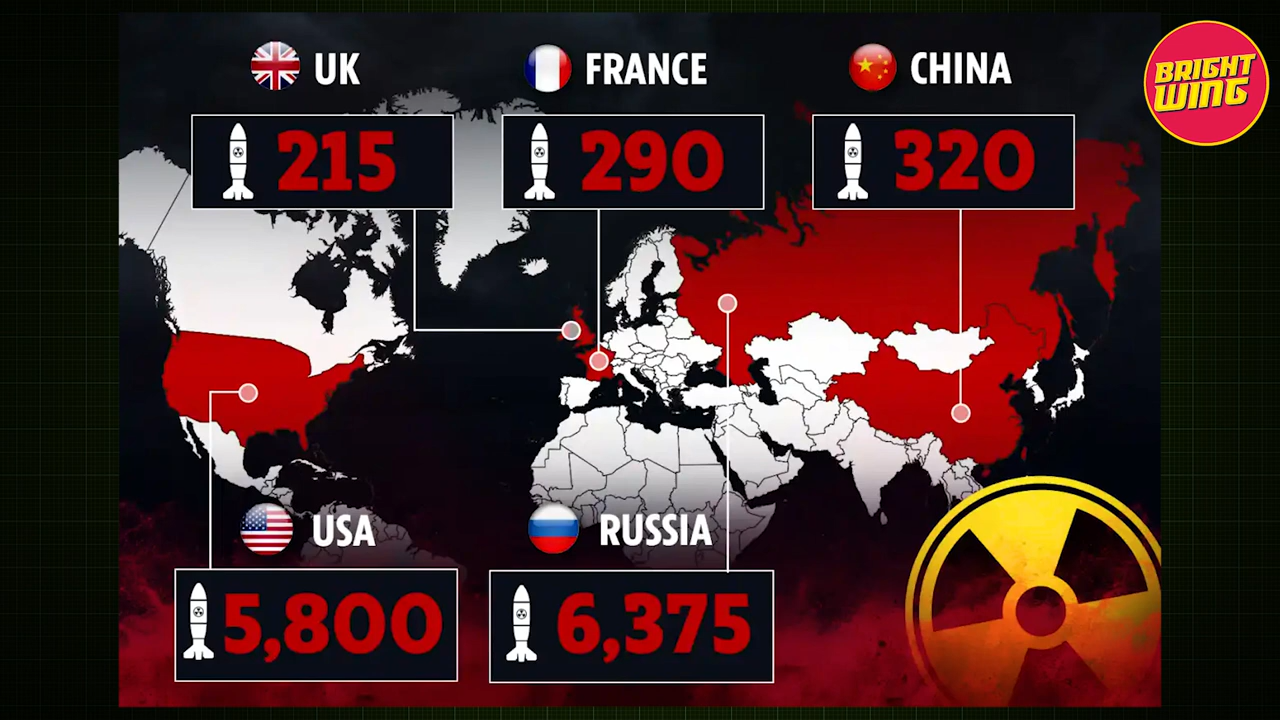 UK
FRANCE
CHINA
BRIGHT
WING
215
290
320
USA
RUSSIA
5,800
6,375